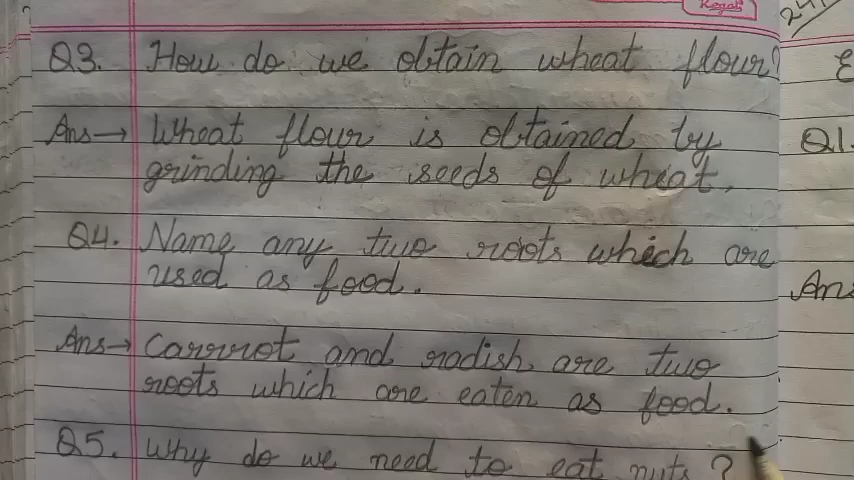 Q3. How do we obtain wheat flour?
Ans→ Wheat flour is obtained by
grinding the seeds of wheat.
Q4. Name any two roots which are
used as food.
Ans→ Carrot and radish are two
roots which are eaten as food.
Q5. Why do we need to eat nuts?
Q1.
Ans